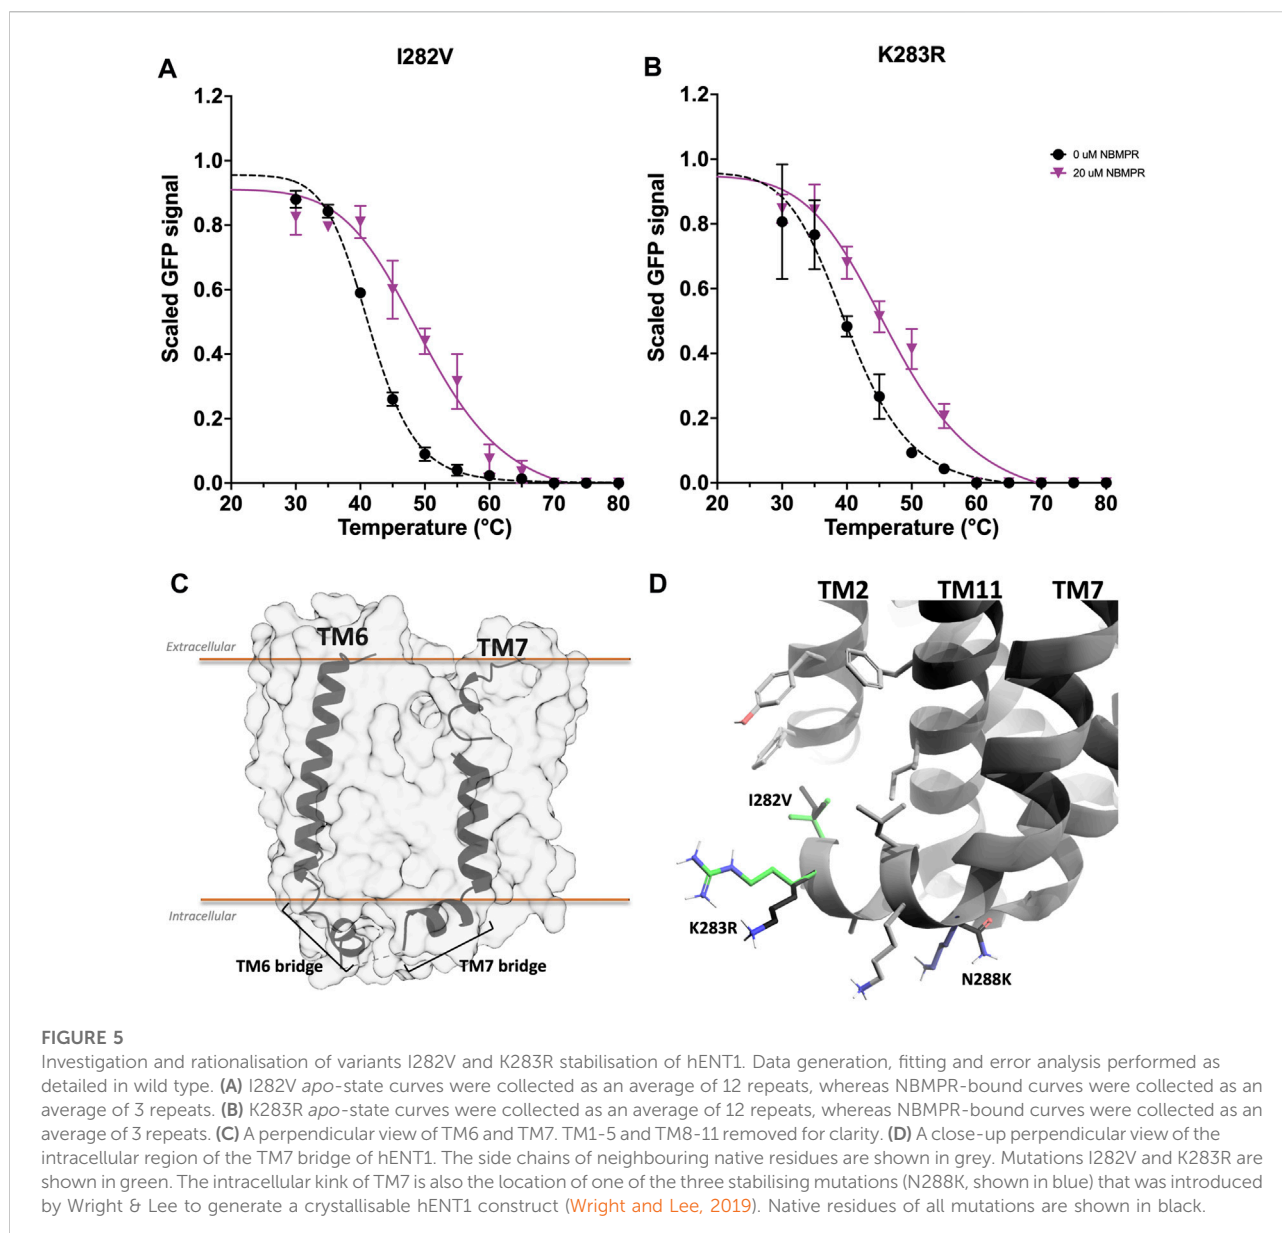 I282V
K283R
A
B
1.2
1.0
0.8
0.6
0.4
0.2
0.0
Scaled GFP signal
20 30 40 50 60 70 80
Temperature (°C)
1.2
1.0
0.8
0.6
0.4
0.2
0.0
Scaled GFP signal
20 30 40 50 60 70 80
Temperature (°C)
0 uM NBMPR
20 uM NBMPR
C
TM6
TM7
Extracellular
Intracellular
TM6 bridge
TM7 bridge
D
TM2 TM11 TM7
I282V
K283R
N288K
FIGURE 5
Investigation and rationalisation of variants I282V and K283R stabilisation of hENT1. Data generation, fitting and error analysis performed as
detailed in wild type. (A) I282V apo-state curves were collected as an average of 12 repeats, whereas NBMPR-bound curves were collected as an
average of 3 repeats. (B) K283R apo-state curves were collected as an average of 12 repeats, whereas NBMPR-bound curves were collected as an
average of 3 repeats. (C) A perpendicular view of TM6 and TM7. TM1-5 and TM8-11 removed for clarity. (D) A close-up perpendicular view of the
intracellular region of the TM7 bridge of hENT1. The side chains of neighbouring native residues are shown in grey. Mutations I282V and K283R are
shown in green. The intracellular kink of TM7 is also the location of one of the three stabilising mutations (N288K, shown in blue) that was introduced
by Wright & Lee to generate a crystallisable hENT1 construct (Wright and Lee, 2019). Native residues of all mutations are shown in black.